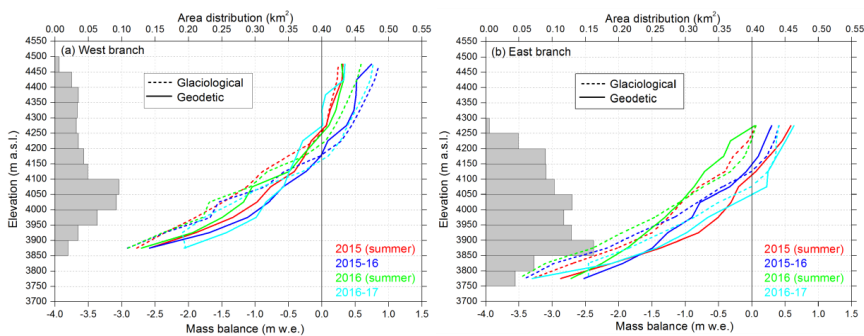 Area distribution (km²)
0.00 0.05 0.10 0.15 0.20 0.25 0.30 0.35 0.40 0.45 0.50 0.55
Elevation (m a.s.l.)
4550
4500
4450
4400
4350
4300
4250
4200
4150
4100
4050
4000
3950
3900
3850
3800
3750
3700
(a) West branch
Glaciological
Geodetic
2015 (summer)
2015-16
2016 (summer)
2016-17
-4.0 -3.5 -3.0 -2.5 -2.0 -1.5 -1.0 -0.5 0.0 0.5 1.0 1.5
Mass balance (m w.e.)
Area distribution (km²)
0.00 0.05 0.10 0.15 0.20 0.25 0.30 0.35 0.40 0.45 0.50 0.55
Elevation (m a.s.l.)
4550
4500
4450
4400
4350
4300
4250
4200
4150
4100
4050
4000
3950
3900
3850
3800
3750
3700
(b) East branch
Glaciological
Geodetic
2015 (summer)
2015-16
2016 (summer)
2016-17
-4.0 -3.5 -3.0 -2.5 -2.0 -1.5 -1.0 -0.5 0.0 0.5 1.0 1.5
Mass balance (m w.e.)